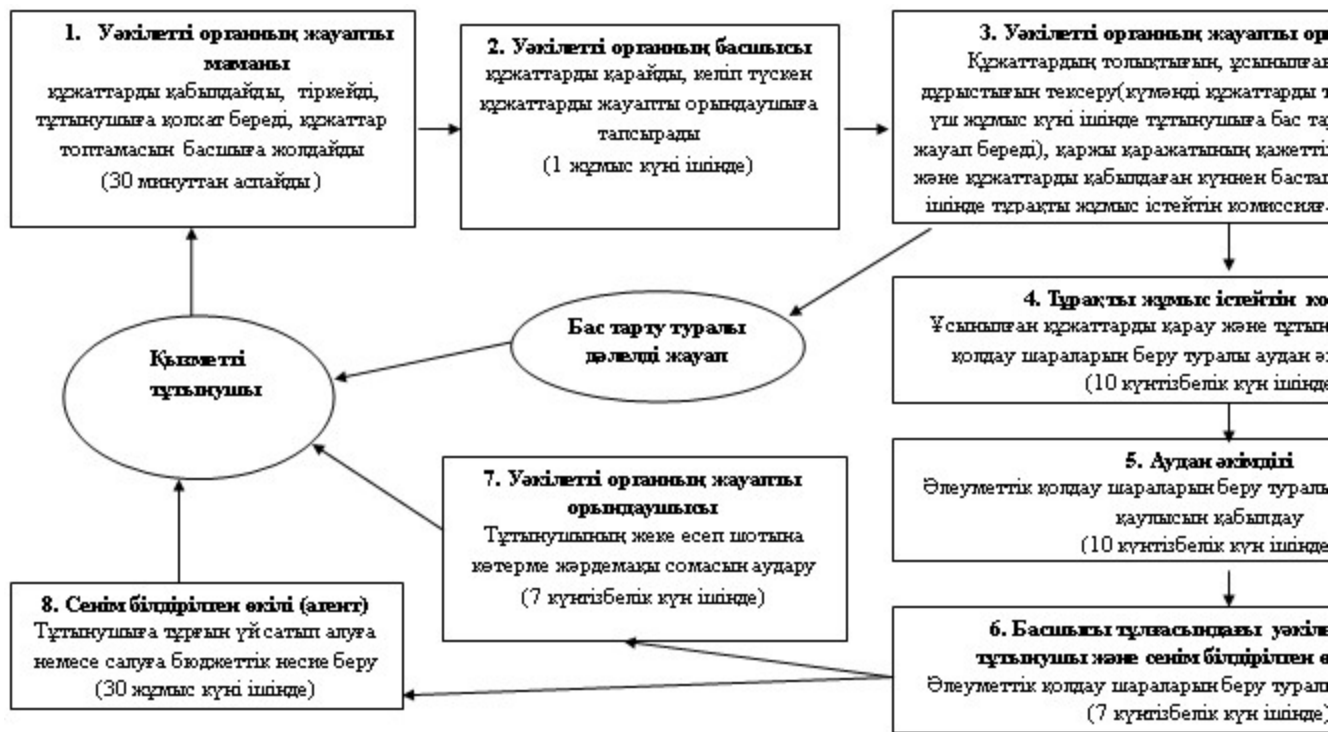 1. Уәкілетті органның жауапты
маманы
құжаттарды қабылдайды, тіркейді,
тұтынушыға қолхат береді, құжаттар
топтамасын басшыға жолдайды
(30 минуттан аспайды)
2. Уәкілетті органның басшысы
құжаттарды қарайды, келіп түскен
құжаттарды жауапты орындаушыға
тапсырады
(1 жұмыс күні ішінде)
3. Уәкілетті органның жауапты
Құжаттардың толықтығын,
дұрыстығын тексеру(күмәнді құжаттарды
үш жұмыс күні ішінде тұтынушыға бас
жауап береді), қаржы қаражатының
және құжаттарды қабылдаған күннен
ішінде тұрақты жұмыс істейтін
Бас тарту туралы
дәлелді жауап
Қызметті
тұтынушы
4. Тұрақты жұмыс істейтін
Ұсынылған құжаттарды қарау және
қолдау шараларын беру туралы аудан
(10 күнтізбелік күн ішінде
5. Аудан әкімдігі
Әлеуметтік қолдау шараларын беру туралы
қаулысын қабылдау
(10 күнтізбелік күн ішінде
6. Басшысы тұлғасындағы
тұтынушы және сенім білдірілген
Әлеуметтік қолдау шараларын беру туралы
(7 күнтізбелік күн ішінде)
7. Уәкілетті органның жауапты
орындаушысы
Тұтынушының жеке есеп шотына
көтерме жәрдемақы сомасын аудару
(7 күнтізбелік күн ішінде)
8. Сенім білдірілген өкілі (агент)
Тұтынушыға тұрғын үй сатып алуға
немесе салуға бюджеттік несие беру
(30 жұмыс күні ішінде)